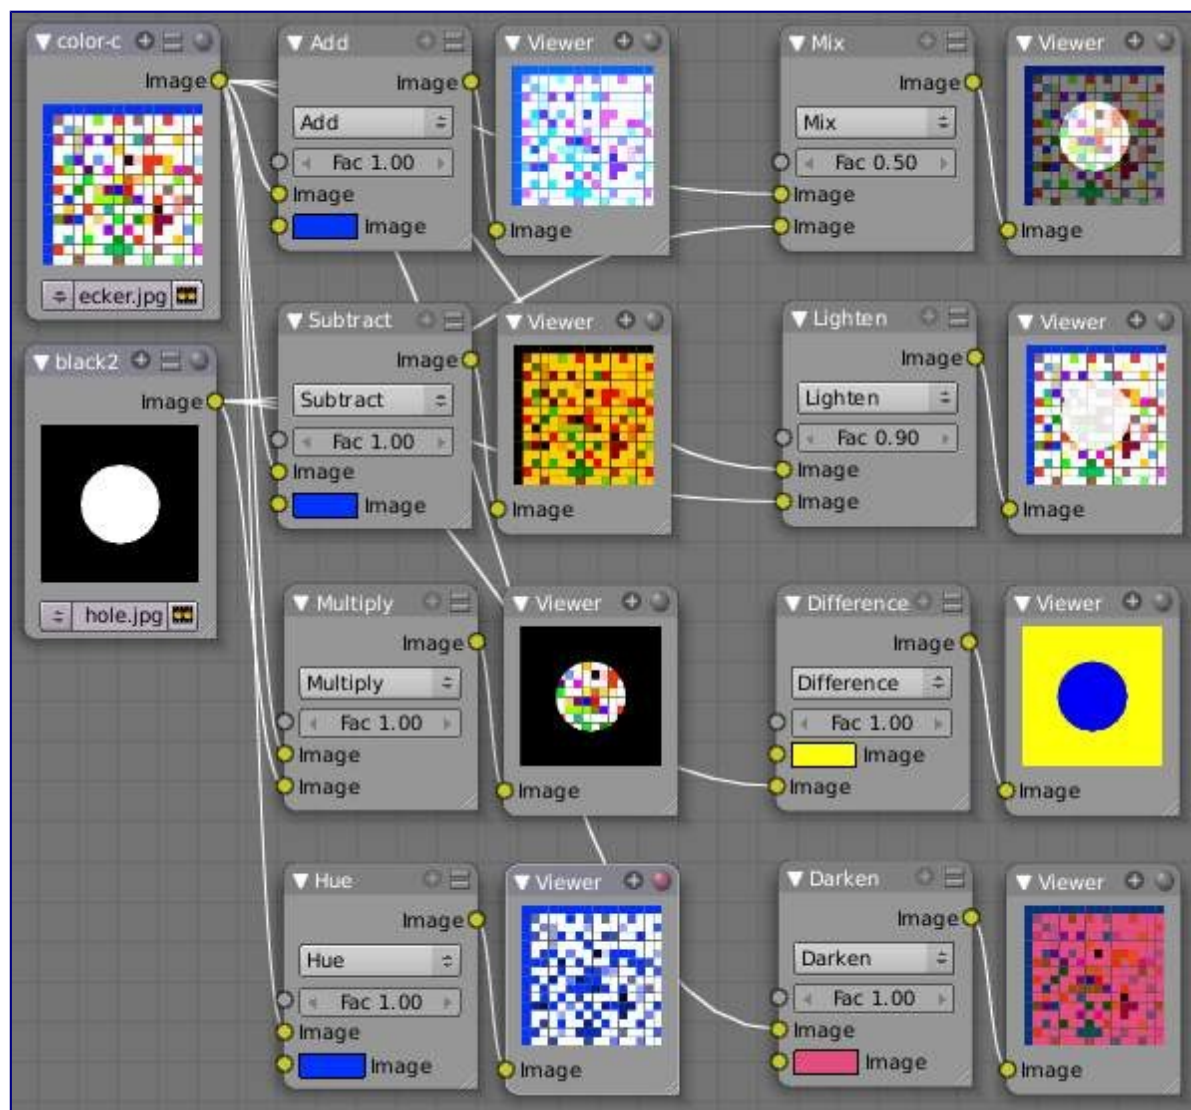 color-c
Image
ecker.jpg
black2
Image
hole.jpg
Add
Image
Add
Fac 1.00
Image
Image
Viewer
Image
Mix
Image
Mix
Fac 0.50
Image
Image
Viewer
Image
Subtract
Image
Subtract
Fac 1.00
Image
Image
Viewer
Image
Lighten
Image
Lighten
Fac 0.90
Image
Image
Viewer
Image
Multiply
Image
Multiply
Fac 1.00
Image
Image
Viewer
Image
Difference
Image
Difference
Fac 1.00
Image
Image
Viewer
Image
Hue
Image
Hue
Fac 1.00
Image
Image
Viewer
Image
Darken
Image
Darken
Fac 1.00
Image
Image
Viewer
Image